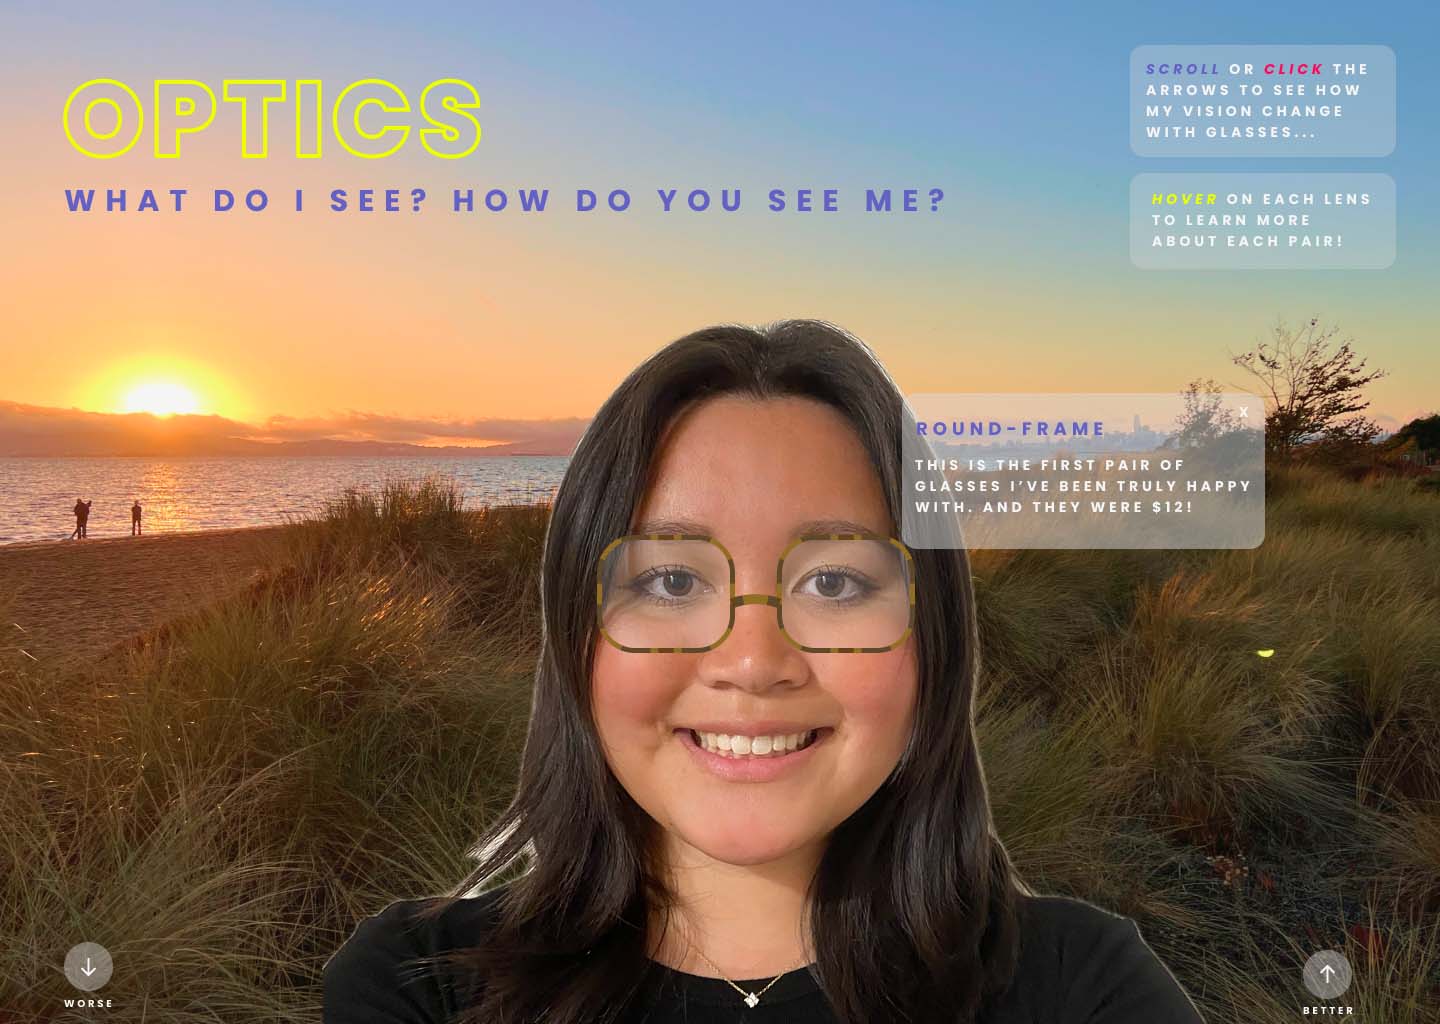 OPTICS
WHAT DO I SEE? HOW DO YOU SEE ME?
SCROLL OR CLICK THE
ARROWS TO SEE HOW
MY VISION CHANGE
WITH GLASSES...
HOVER ON EACH LENS
TO LEARN MORE
ABOUT EACH PAIR!
X
ROUND-FRAME
THIS IS THE FIRST PAIR OF
GLASSES I’VE BEEN TRULY HAPPY
WITH. AND THEY WERE $12!
WORSE
BETTER